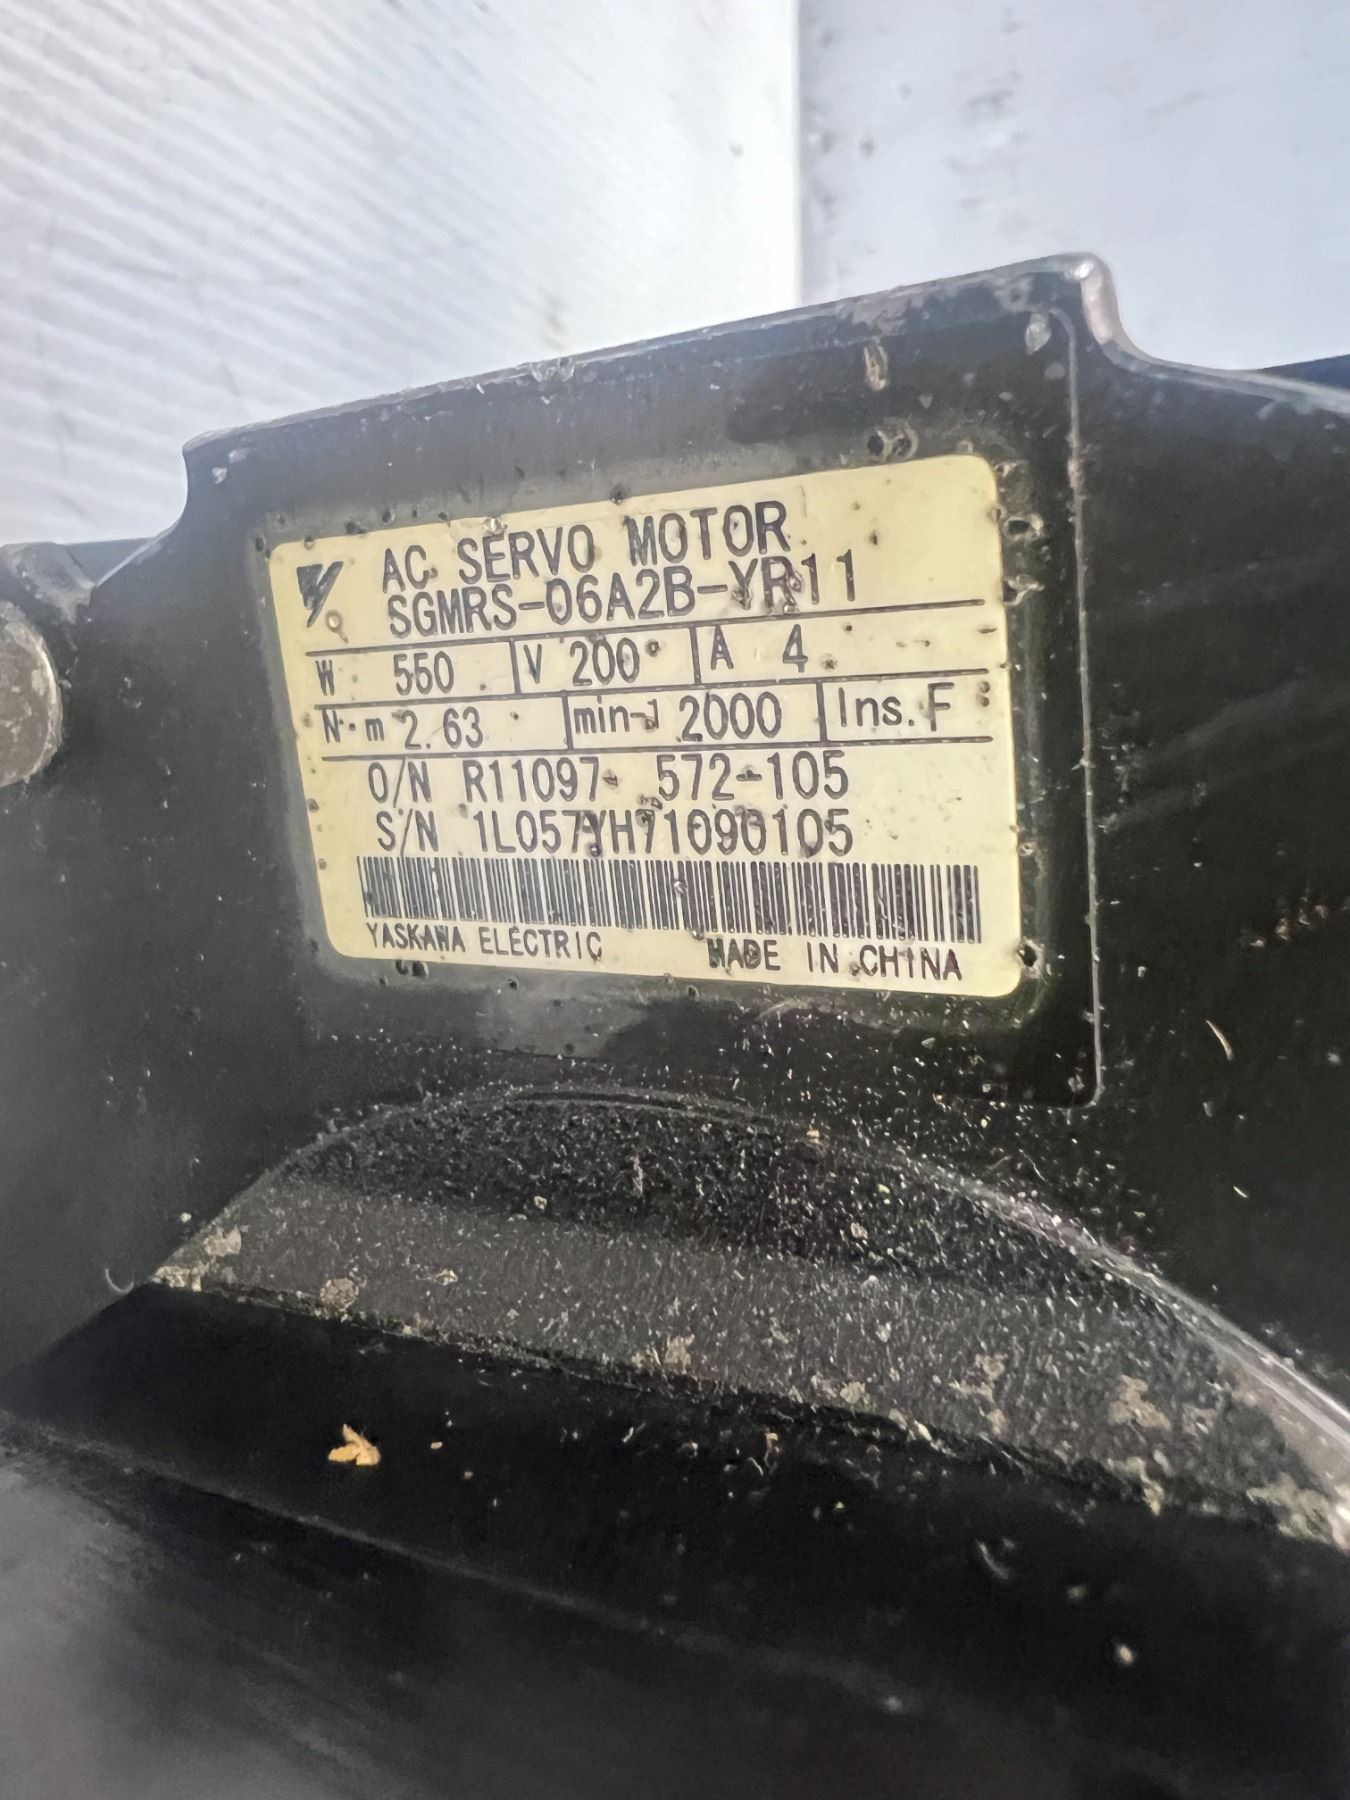 AC SERVO MOTOR
SGMRS-06A2B-YR11
W 550 V 200 A 4
N·m 2.63 min-1 2000 Ins. F
O/N R11097- 572-105
S/N 1L057YH71090105
YASKAWA ELECTRIC MADE IN CHINA